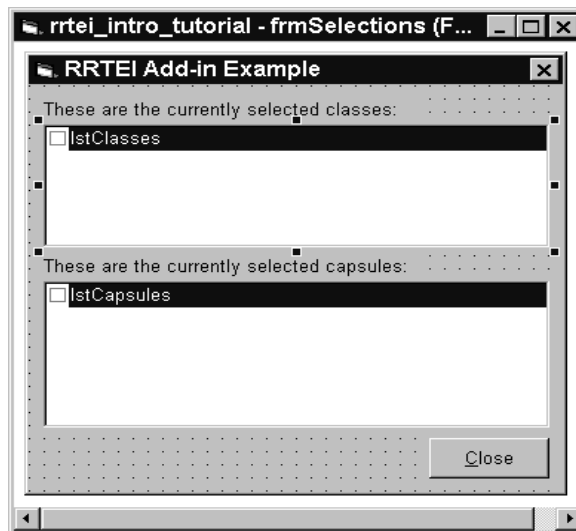 rrtei_intro_tutorial - frmSelections (F...
RRTEI Add-in Example
These are the currently selected classes:
lstClasses
These are the currently selected capsules:
lstCapsules
Close